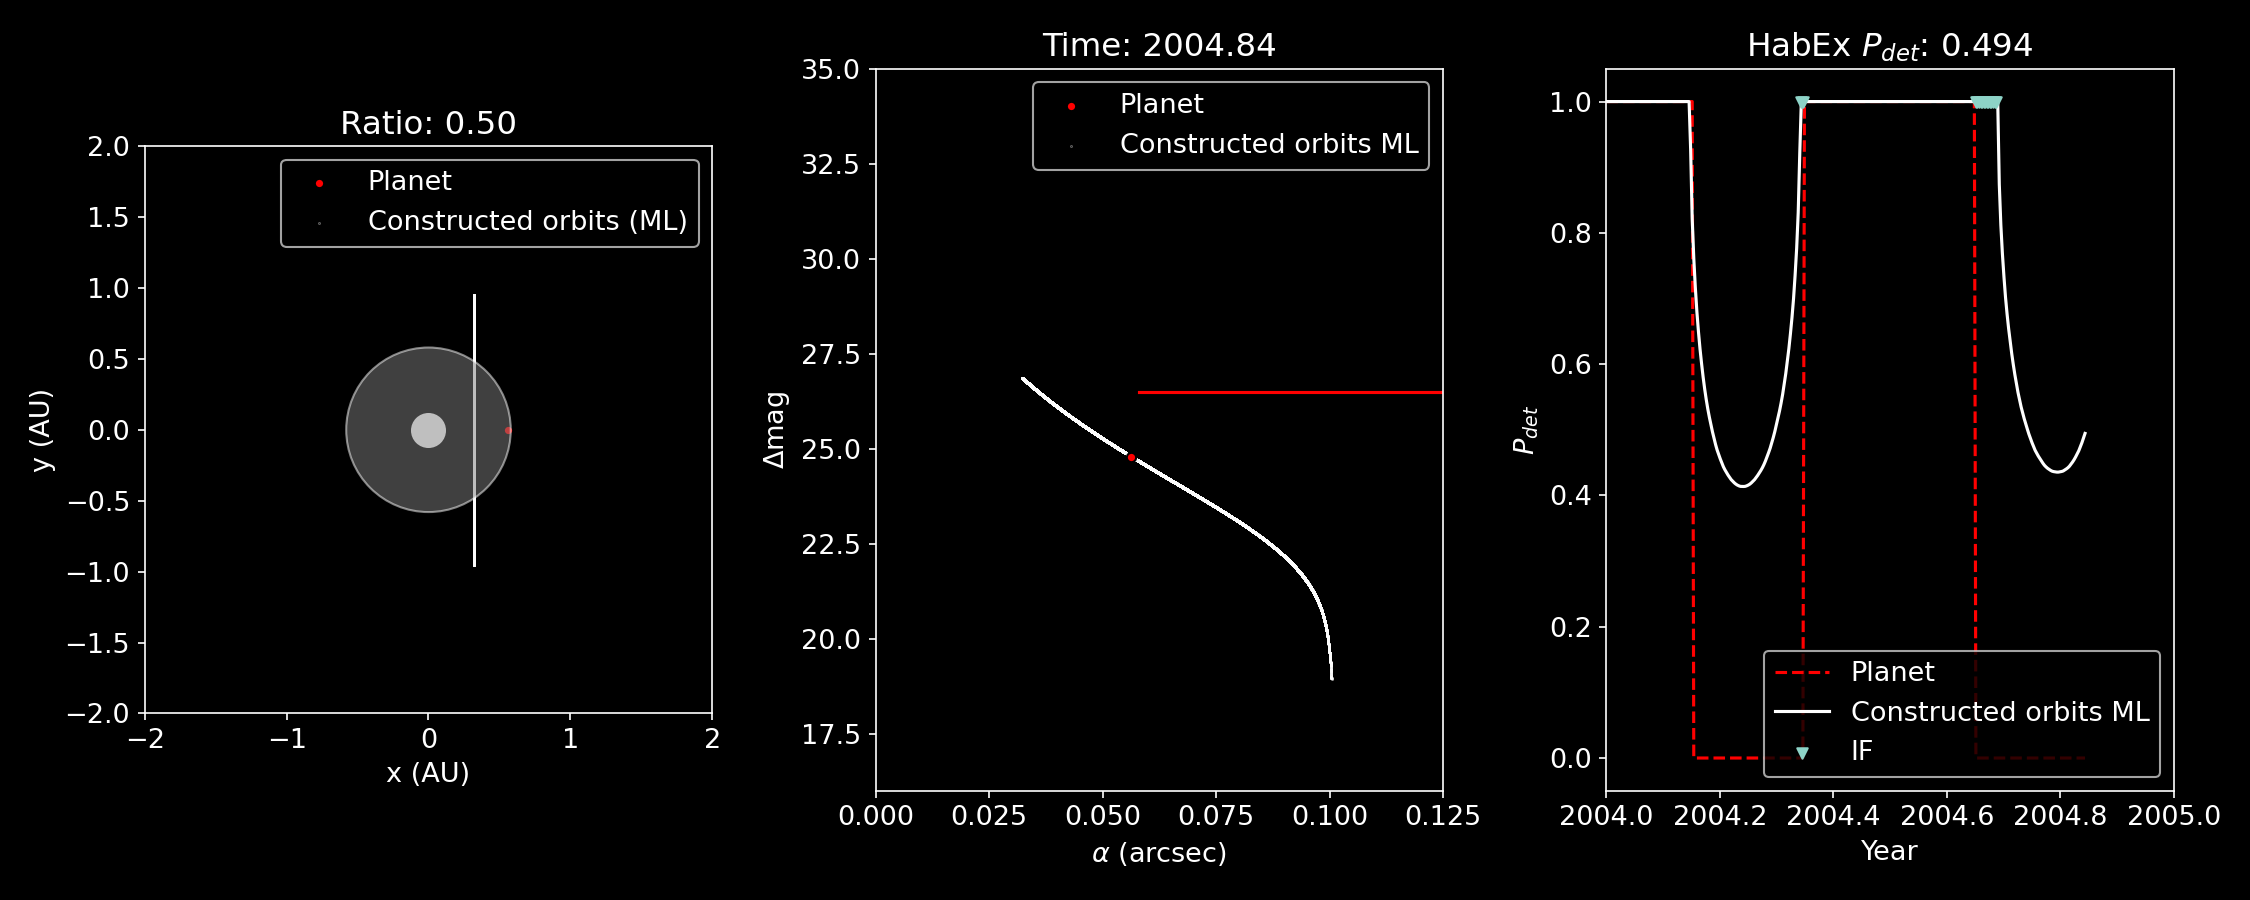 Ratio: 0.50
Planet
Constructed orbits (ML)
2.0
1.5
1.0
0.5
0.0
−0.5
−1.0
−1.5
−2.0
y (AU)
−2 −1 0 1 2
x (AU)
Time: 2004.84
Planet
Constructed orbits ML
35.0
32.5
30.0
27.5
25.0
22.5
20.0
17.5
Δmag
0.000 0.025 0.050 0.075 0.100 0.125
α (arcsec)
HabEx P_det: 0.494
1.0
0.8
0.6
0.4
0.2
0.0
P_det
Planet
Constructed orbits ML
IF
2004.0 2004.2 2004.4 2004.6 2004.8 2005.0
Year